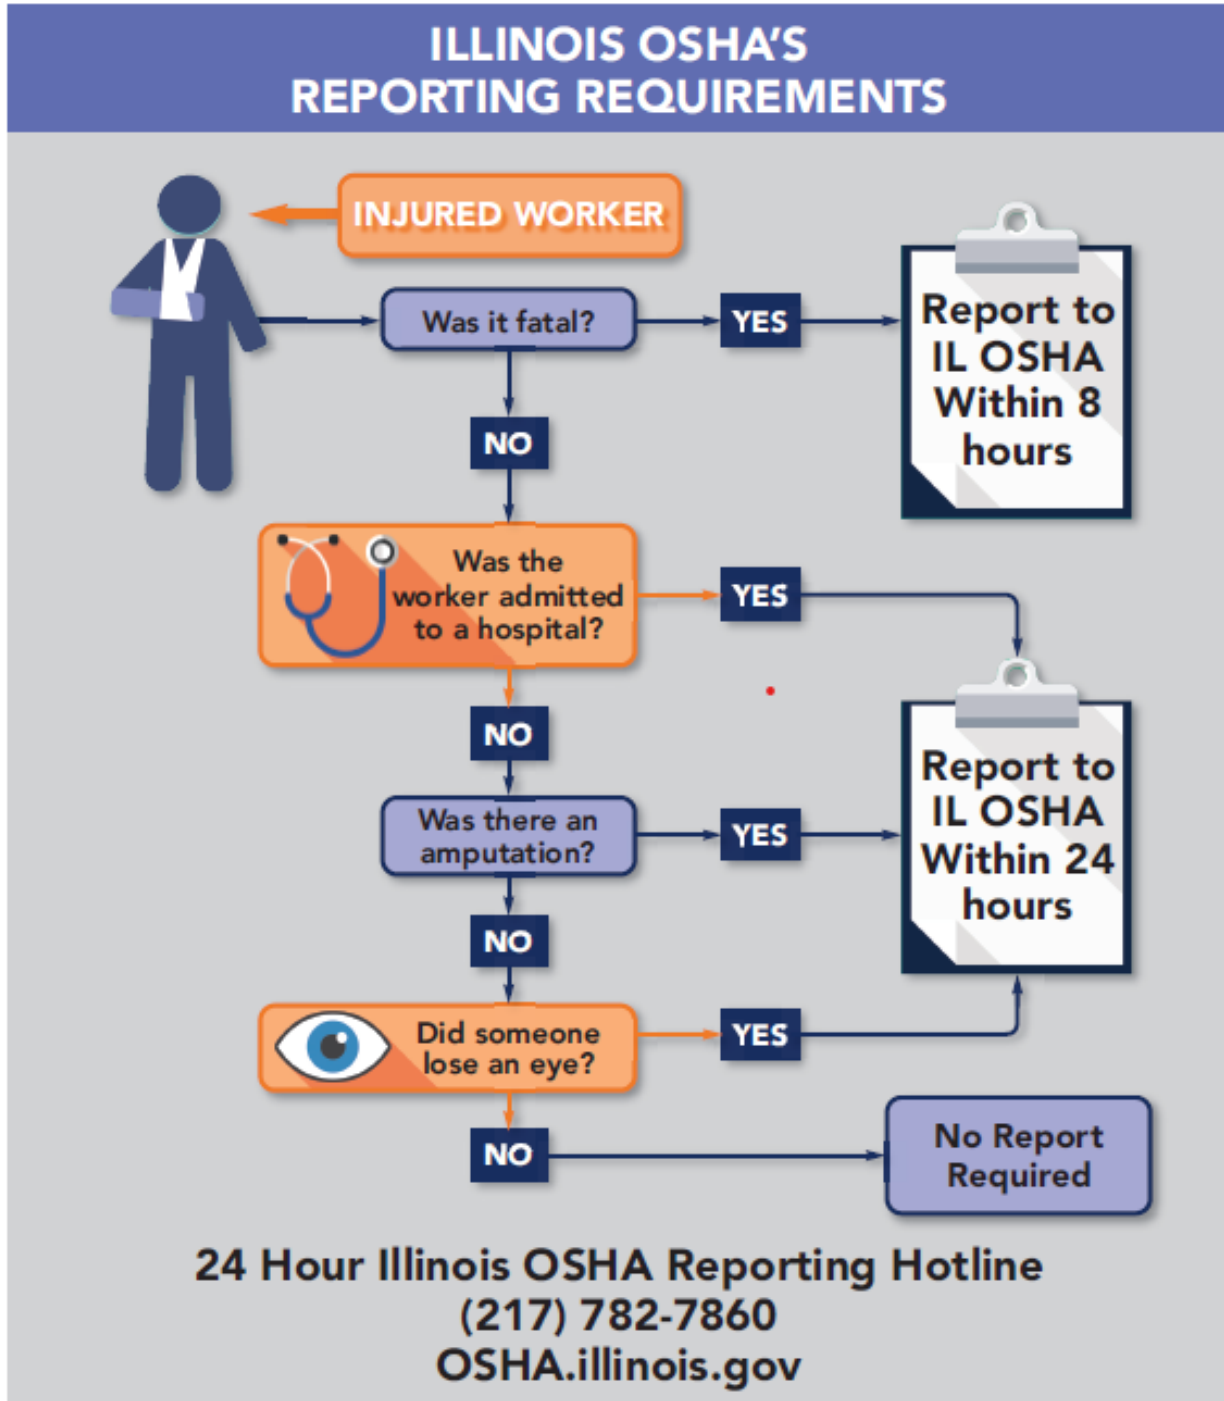 ILLINOIS OSHA'S
REPORTING REQUIREMENTS
INJURED WORKER
Was it fatal?
YES
Report to
IL OSHA
Within 8
hours
NO
Was the
worker admitted
to a hospital?
YES
NO
Was there an
amputation?
YES
Report to
IL OSHA
Within 24
hours
NO
Did someone
lose an eye?
YES
NO
No Report
Required
24 Hour Illinois OSHA Reporting Hotline
(217) 782-7860
OSHA.illinois.gov